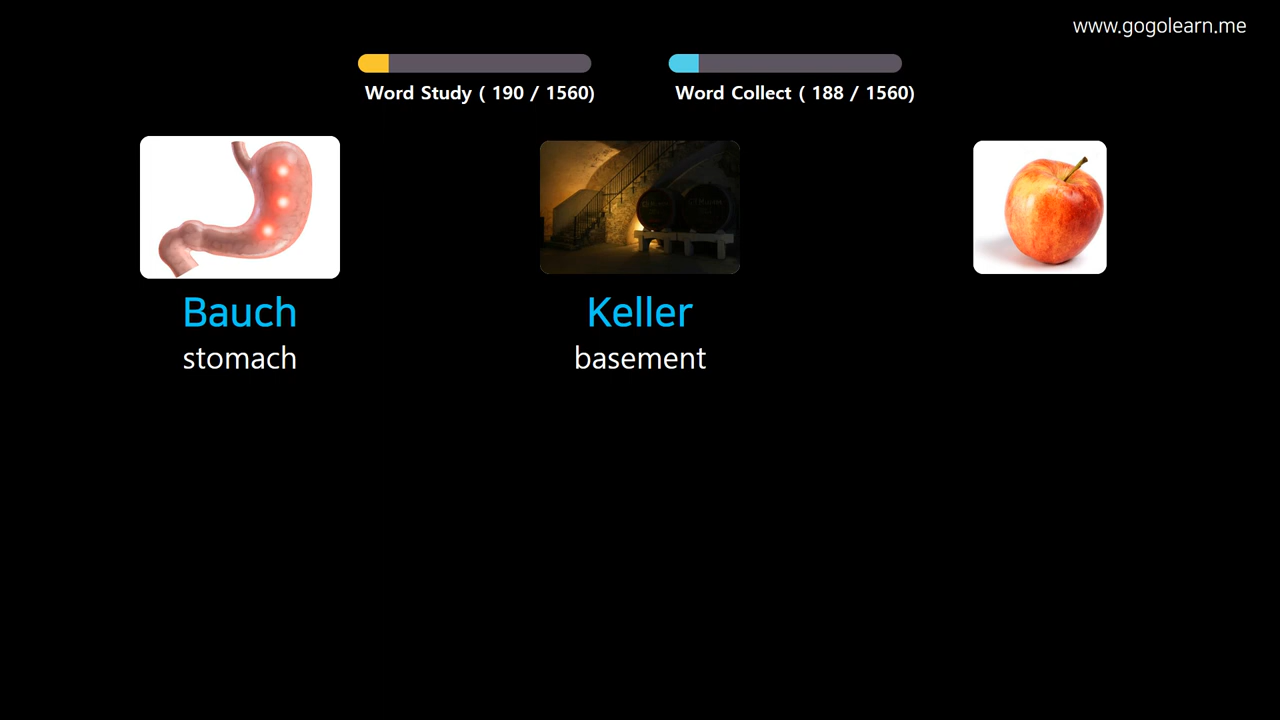 www.gogolearn.me
Word Study ( 190 / 1560)
Word Collect ( 188 / 1560)
Bauch
Keller
stomach
basement